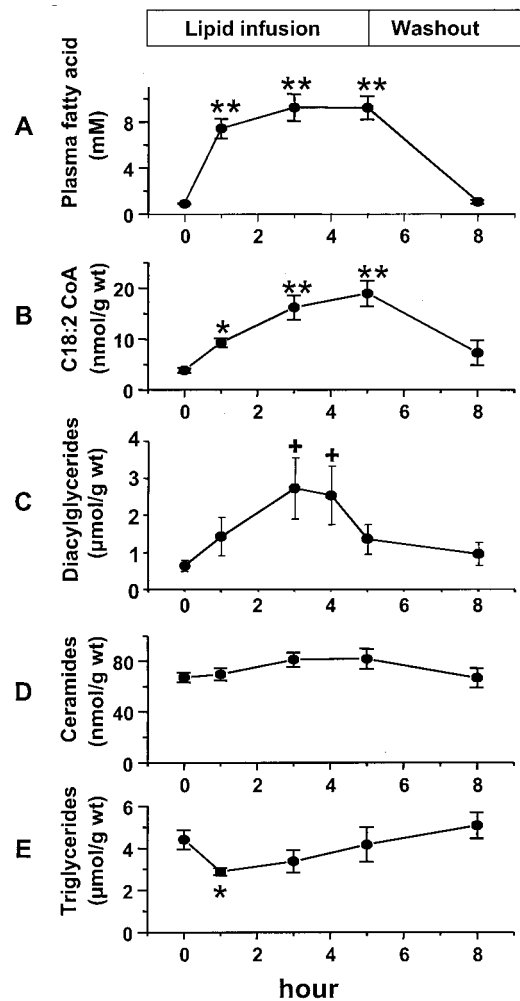 Lipid infusion Washout
A
Plasma fatty acid
(mM)
8
4
0
** ** **
0 2 4 6 8
B
C18:2 CoA
(nmol/g wt)
20
10
0
* ** **
0 2 4 6 8
C
Diacylglycerides
(µmol/g wt)
4
3
2
1
0
+ +
0 2 4 6 8
D
Ceramides
(nmol/g wt)
80
40
0
0 2 4 6 8
E
Triglycerides
(µmol/g wt)
6
4
2
0
*
0 2 4 6 8
hour